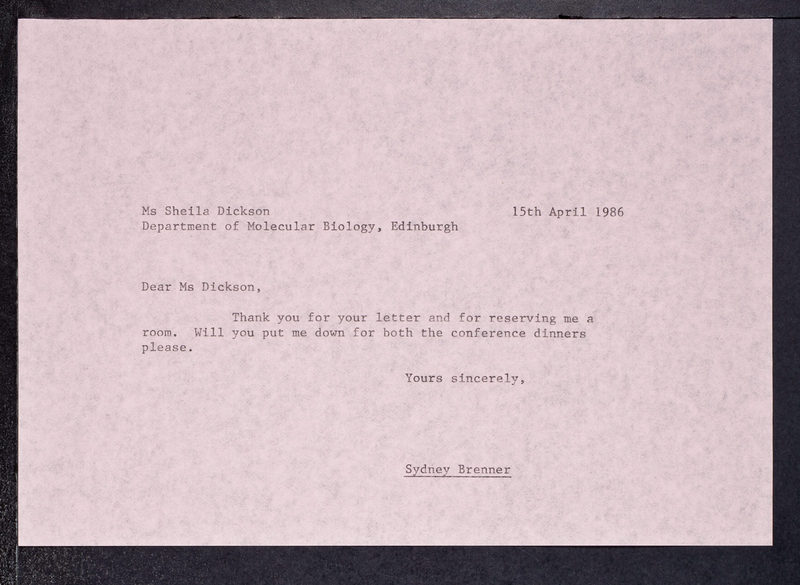 Ms Sheila Dickson 15th April 1986
Department of Molecular Biology, Edinburgh
Dear Ms Dickson,
Thank you for your letter and for reserving me a
room. Will you put me down for both the conference dinners
please.
Yours sincerely,
Sydney Brenner